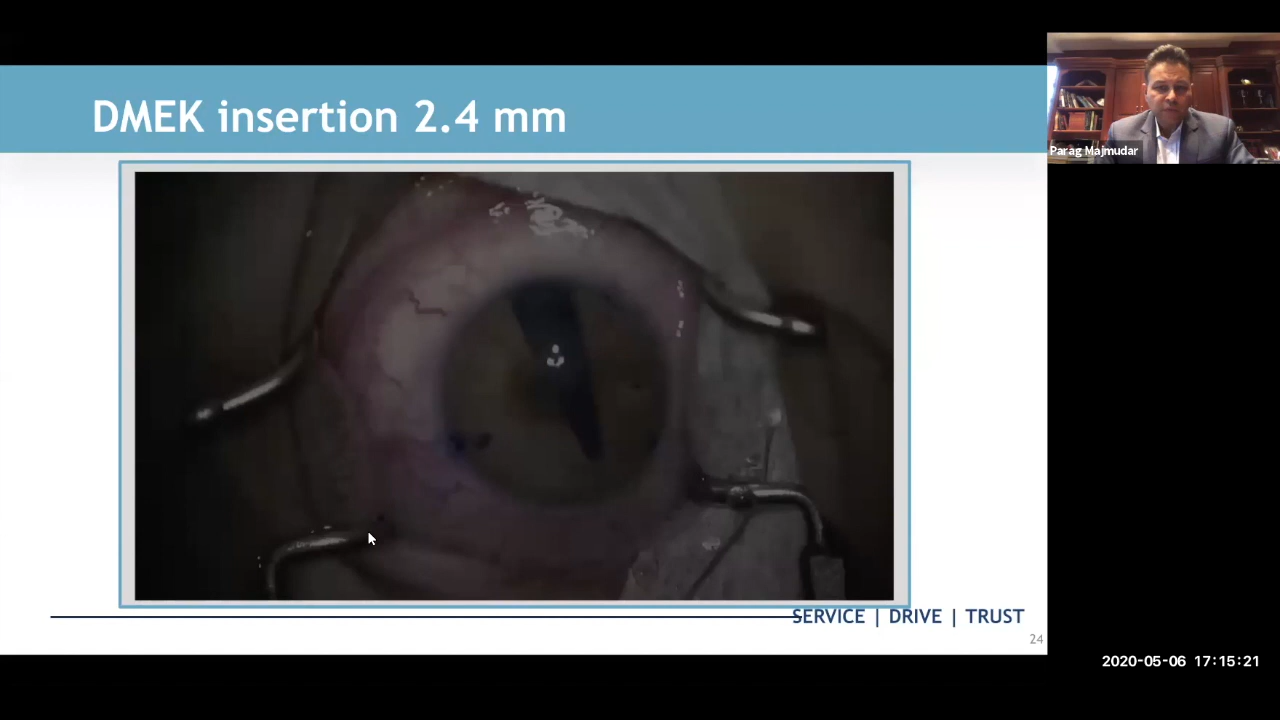 DMEK insertion 2.4 mm
Parag Majmudar
SERVICE | DRIVE | TRUST
24
2020-05-06 17:15:21